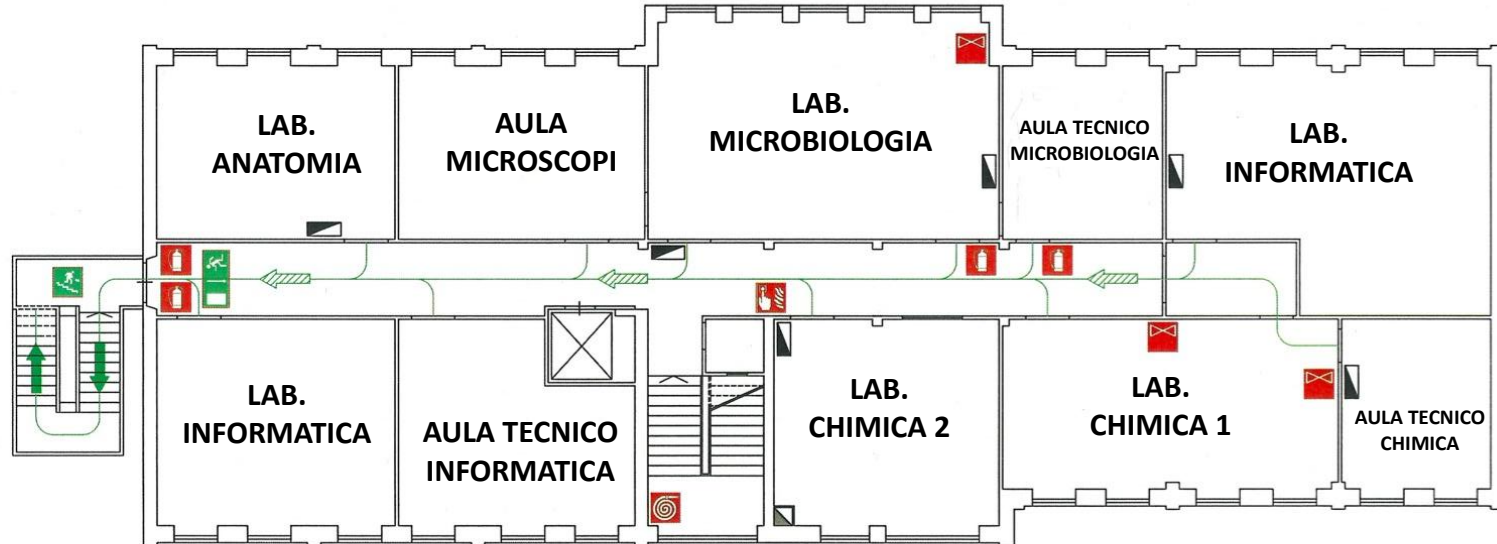 LAB.
ANATOMIA
AULA
MICROSCOPI
LAB.
MICROBIOLOGIA
AULA TECNICO
MICROBIOLOGIA
LAB.
INFORMATICA
LAB.
INFORMATICA
AULA TECNICO
INFORMATICA
LAB.
CHIMICA 2
LAB.
CHIMICA 1
AULA TECNICO
CHIMICA